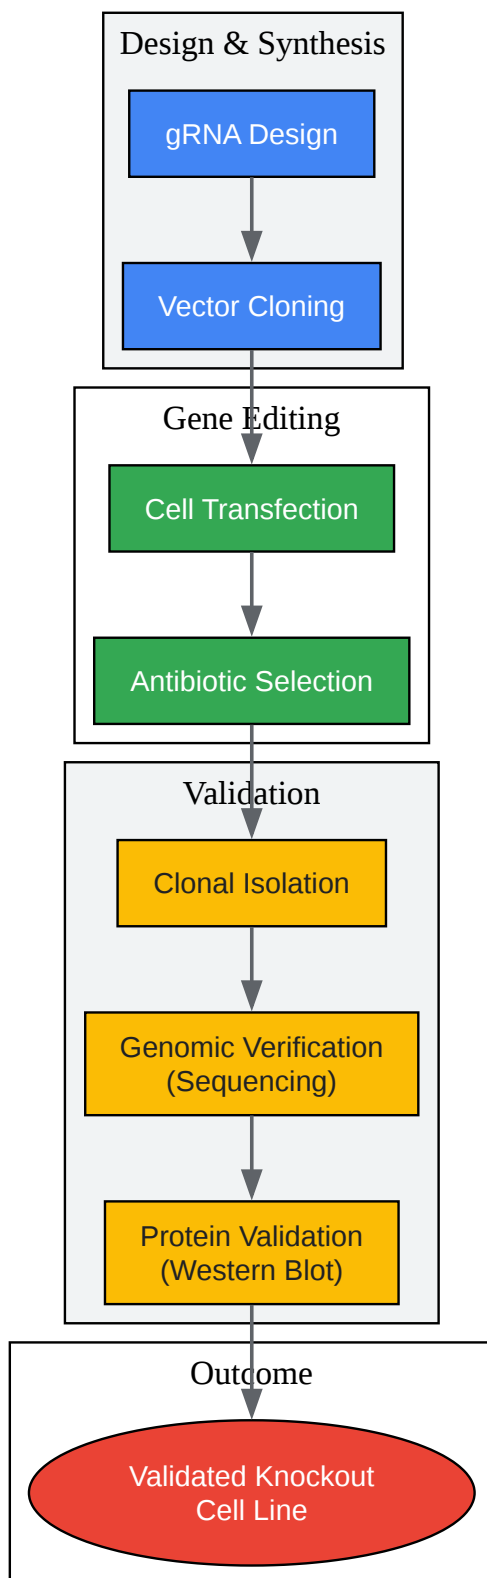 Design & Synthesis
gRNA Design
Vector Cloning
Gene Editing
Cell Transfection
Antibiotic Selection
Validation
Clonal Isolation
Genomic Verification
(Sequencing)
Protein Validation
(Western Blot)
Outcome
Validated Knockout
Cell Line